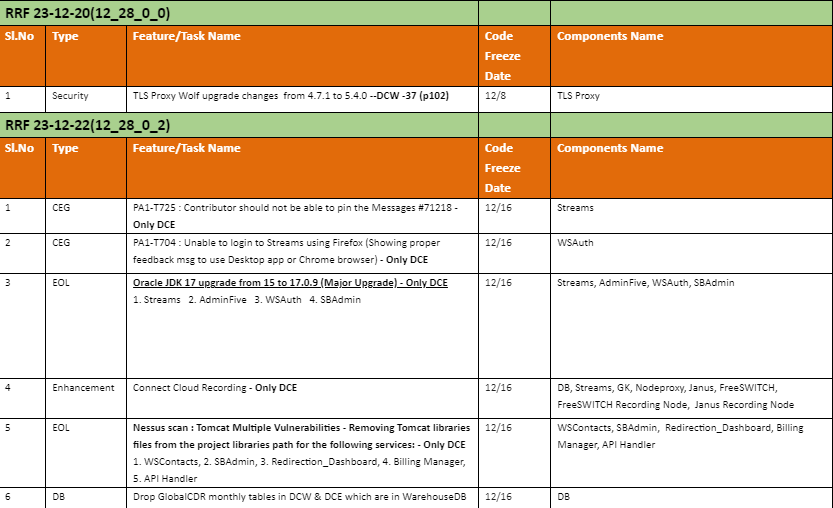 RRF 23-12-20(12_28_0_0)
Sl.No Type Feature/Task Name Code Freeze Date Components Name
1 Security TLS Proxy Wolf upgrade changes from 4.7.1 to 5.4.0 --DCW -37 (p102) 12/8 TLS Proxy
RRF 23-12-22(12_28_0_2)
Sl.No Type Feature/Task Name Code Freeze Date Components Name
1 CEG PA1-T725 : Contributor should not be able to pin the Messages #71218 - 12/16 Streams
Only DCE
2 CEG PA1-T704 : Unable to login to Streams using Firefox (Showing proper 12/16 WSAuth
feedback msg to use Desktop app or Chrome browser) - Only DCE
3 EOL Oracle JDK 17 upgrade from 15 to 17.0.9 (Major Upgrade) - Only DCE 12/16 Streams, AdminFive, WSAuth, SBAdmin
1. Streams 2. AdminFive 3. WSAuth 4. SBAdmin
4 Enhancement Connect Cloud Recording - Only DCE 12/16 DB, Streams, GK, Nodeproxy, Janus, FreeSWITCH,
FreeSWITCH Recording Node, Janus Recording Node
5 EOL Nessus scan : Tomcat Multiple Vulnerabilities - Removing Tomcat libraries 12/16 WSContacts, SBAdmin, Redirection_Dashboard, Billing
files from the project libraries path for the following services: - Only DCE Manager, API Handler
1. WSContacts, 2. SBAdmin, 3. Redirection_Dashboard, 4. Billing Manager,
5. API Handler
6 DB Drop GlobalCDR monthly tables in DCW & DCE which are in WarehouseDB 12/16 DB